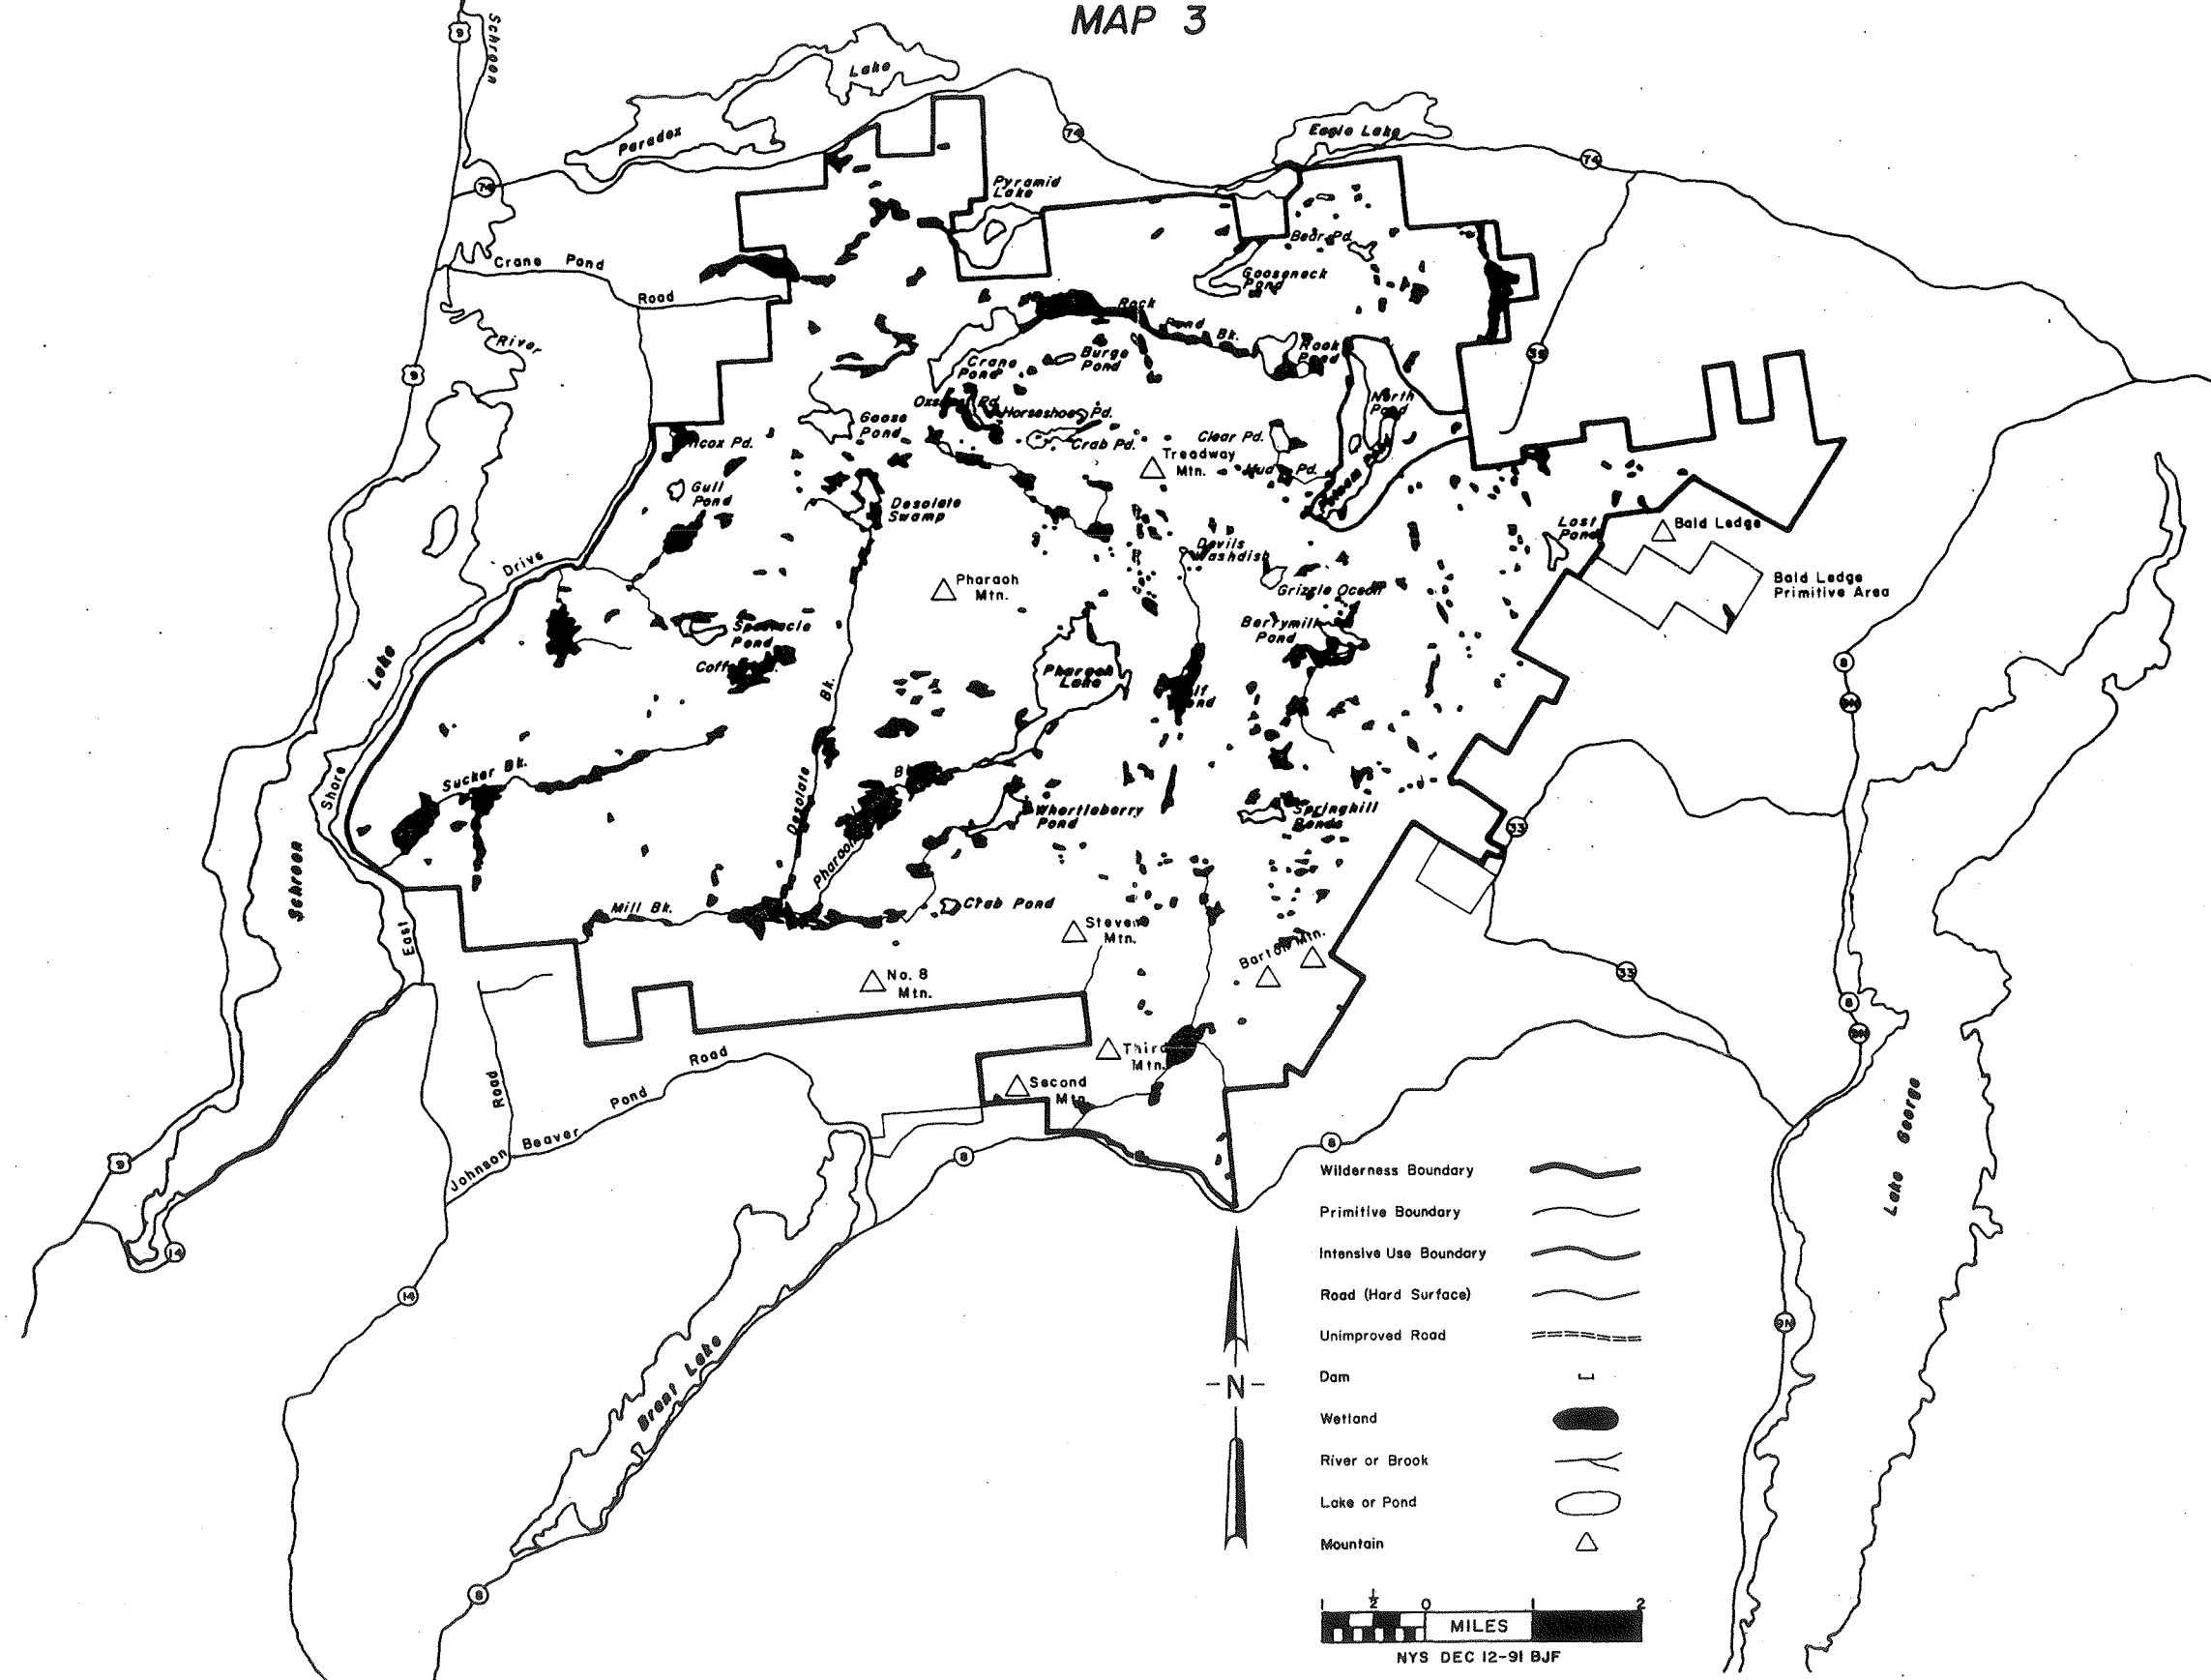 MAP 3
9
Schroon
Lake
Paradox
74
Eagle Lake
74
74
Pyramid
Lake
Bear Pd.
Crane Pond
Road
Gooseneck
Pond
Rock
Pond
Bk.
River
9
Crane
Pond
Burge
Pond
Rock
Pond
39
North
Pond
Horseshoe Pd.
Goose
Pond
Crab Pd.
Clear Pd.
Treadway
Mtn.
Mud Pd.
Gull
Pond
Desolate
Swamp
Lost
Pond
Bald Ledge
Devils
Washdish
Drive
Pharaoh
Mtn.
Bald Ledge
Primitive Area
Grizzle Ocean
Spectacle
Pond
Berrymill
Pond
Lake
Pharaoh
Lake
8
9N
Bk.
Sucker Bk.
Shore
Desolate
Pharaoh
Whortleberry
Pond
Springhill
Ponds
33
Schroon
Mill Bk.
Crab Pond
East
Stevens
Mtn.
Barton Mtn.
No. 8
Mtn.
33
8
9N
Third
Mtn.
Road
Second
Mtn.
Road
Johnson
Beaver
Pond
9
8
8
14
14
Lake George
Brant Lake
9N
8
Wilderness Boundary
Primitive Boundary
Intensive Use Boundary
Road (Hard Surface)
Unimproved Road
Dam
Wetland
River or Brook
Lake or Pond
Mountain
-N-
1 1/2 0 1 2
MILES
NYS DEC 12-91 BJF